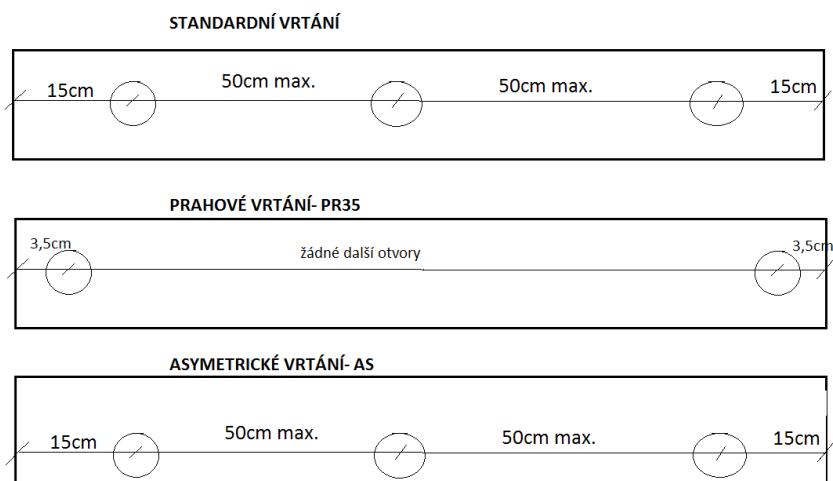 STANDARDNÍ VRTÁNÍ
15cm 50cm max. 50cm max. 15cm
PRAHOVÉ VRTÁNÍ- PR35
3,5cm žádné další otvory 3,5cm
ASYMETRICKÉ VRTÁNÍ- AS
15cm 50cm max. 50cm max. 15cm